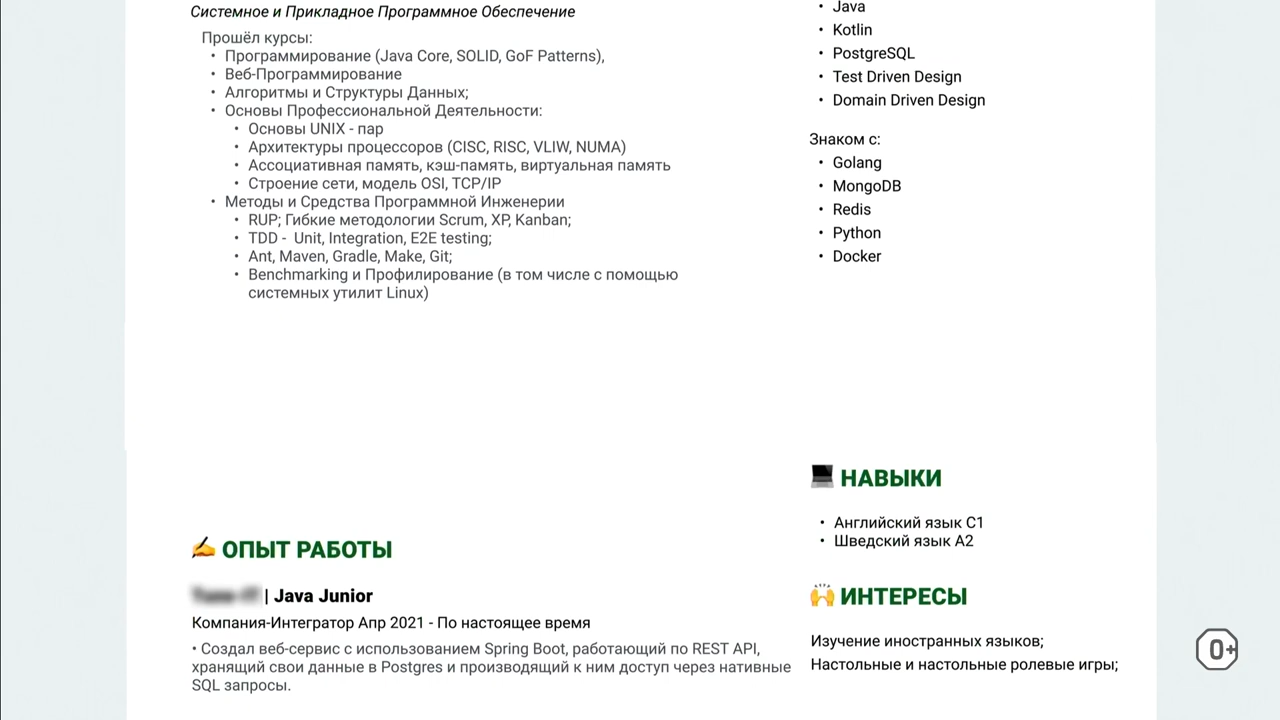 Системное и Прикладное Программное Обеспечение
Прошёл курсы:
• Программирование (Java Core, SOLID, GoF Patterns),
• Веб-Программирование
• Алгоритмы и Структуры Данных;
• Основы Профессиональной Деятельности:
• Основы UNIX - пар
• Архитектуры процессоров (CISC, RISC, VLIW, NUMA)
• Ассоциативная память, кэш-память, виртуальная память
• Строение сети, модель OSI, TCP/IP
• Методы и Средства Программной Инженерии
• RUP; Гибкие методологии Scrum, XP, Kanban;
• TDD - Unit, Integration, E2E testing;
• Ant, Maven, Gradle, Make, Git;
• Benchmarking и Профилирование (в том числе с помощью
системных утилит Linux)
ОПЫТ РАБОТЫ
| Java Junior
Компания-Интегратор Апр 2021 - По настоящее время
• Создал веб-сервис с использованием Spring Boot, работающий по REST API,
хранящий свои данные в Postgres и производящий к ним доступ через нативные
SQL запросы.
• Java
• Kotlin
• PostgreSQL
• Test Driven Design
• Domain Driven Design
Знаком с:
• Golang
• MongoDB
• Redis
• Python
• Docker
НАВЫКИ
• Английский язык C1
• Шведский язык A2
ИНТЕРЕСЫ
Изучение иностранных языков;
Настольные и настольные ролевые игры;
0+